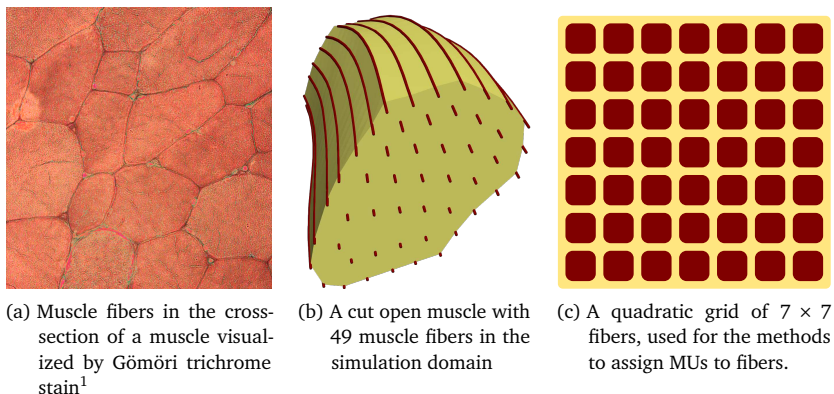 (a) Muscle fibers in the cross-
section of a muscle visual-
ized by Gömöri trichrome
stain1
(b) A cut open muscle with
49 muscle fibers in the
simulation domain
(c) A quadratic grid of 7 × 7
fibers, used for the methods
to assign MUs to fibers.